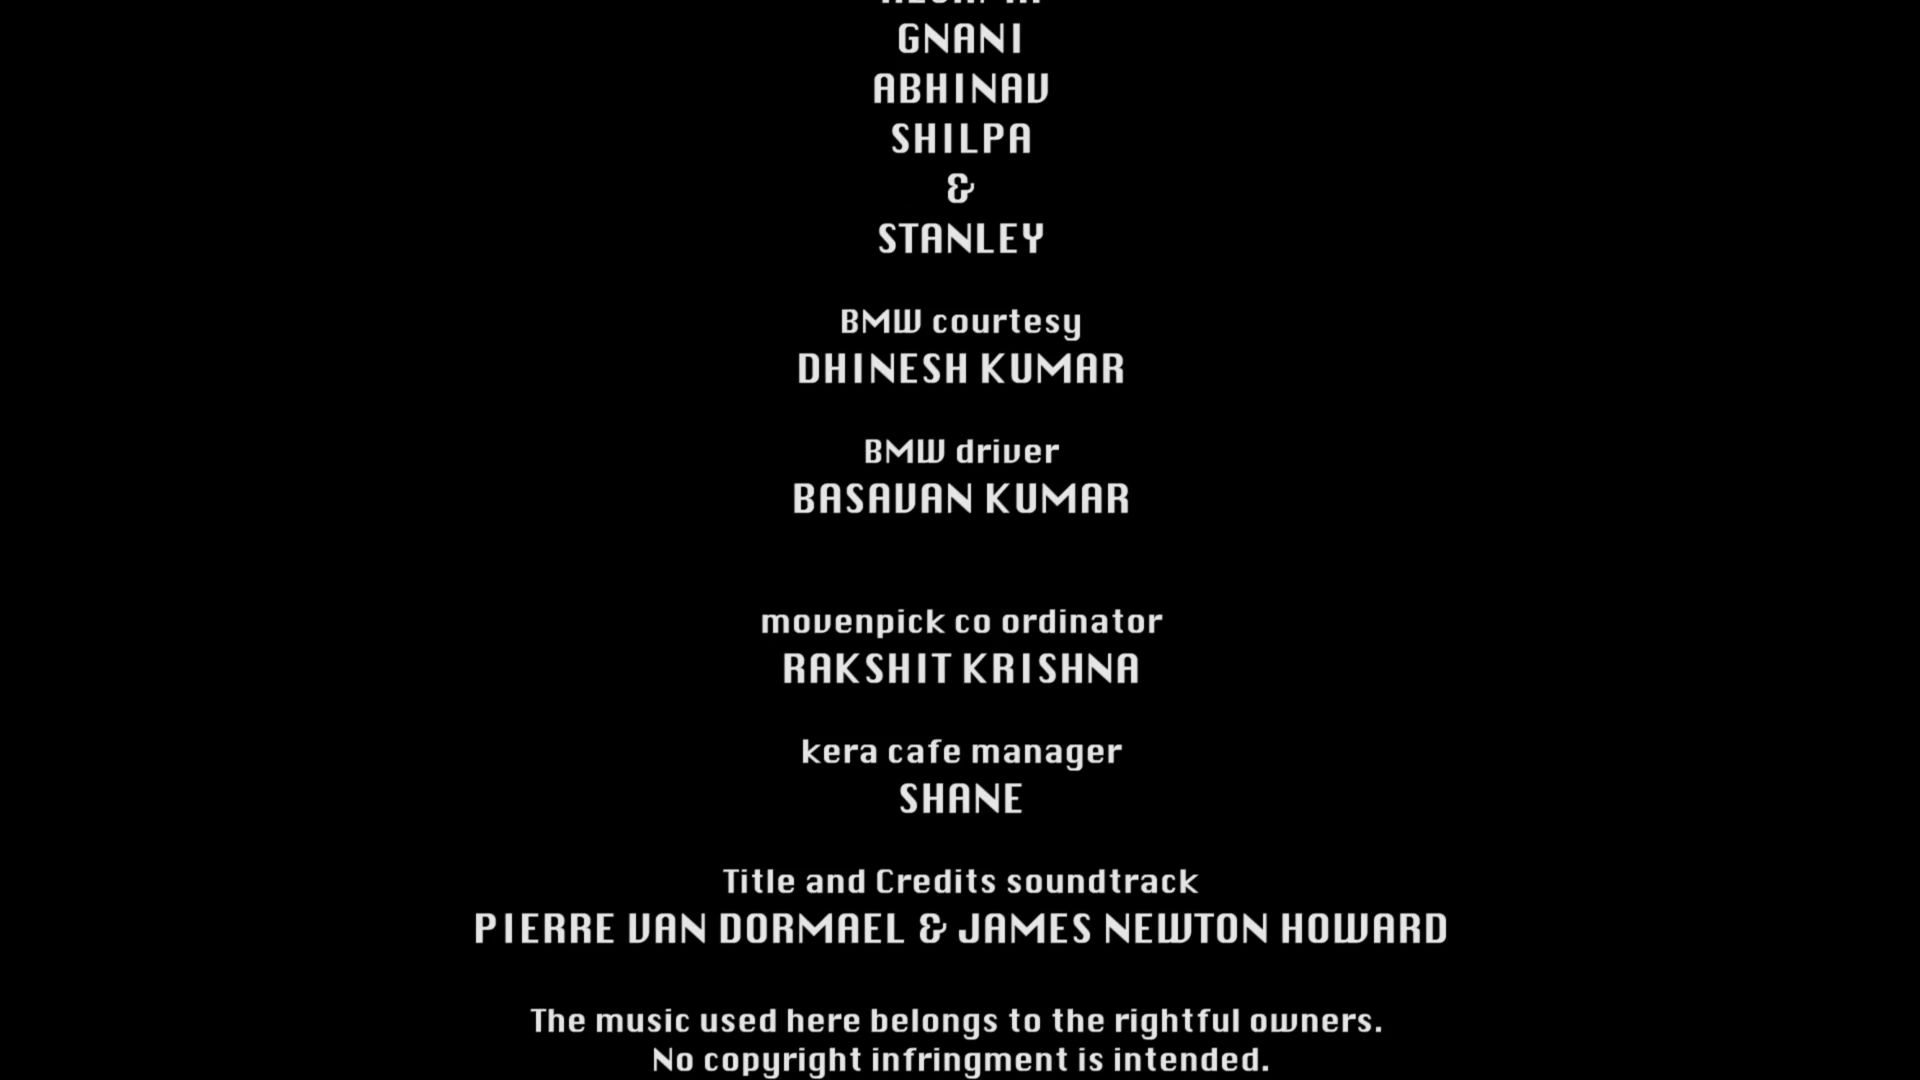 GNANI
ABHINAV
SHILPA
&
STANLEY
BMW courtesy
DHINESH KUMAR
BMW driver
BASAVAN KUMAR
movenpick co ordinator
RAKSHIT KRISHNA
kera cafe manager
SHANE
Title and Credits soundtrack
PIERRE VAN DORMAEL & JAMES NEWTON HOWARD
The music used here belongs to the rightful owners.
No copyright infringment is intended.